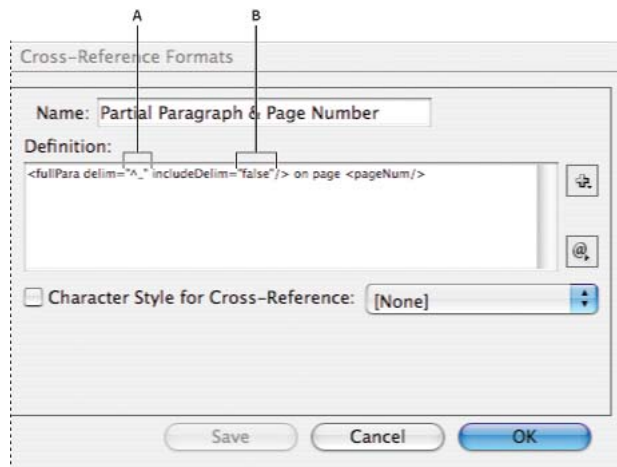 A B
Cross-Reference Formats
Name: Partial Paragraph & Page Number
Definition:
<fullPara delim="^_" includeDelim="false"/> on page <pageNum/>
@
Character Style for Cross-Reference: [None]
Save Cancel OK